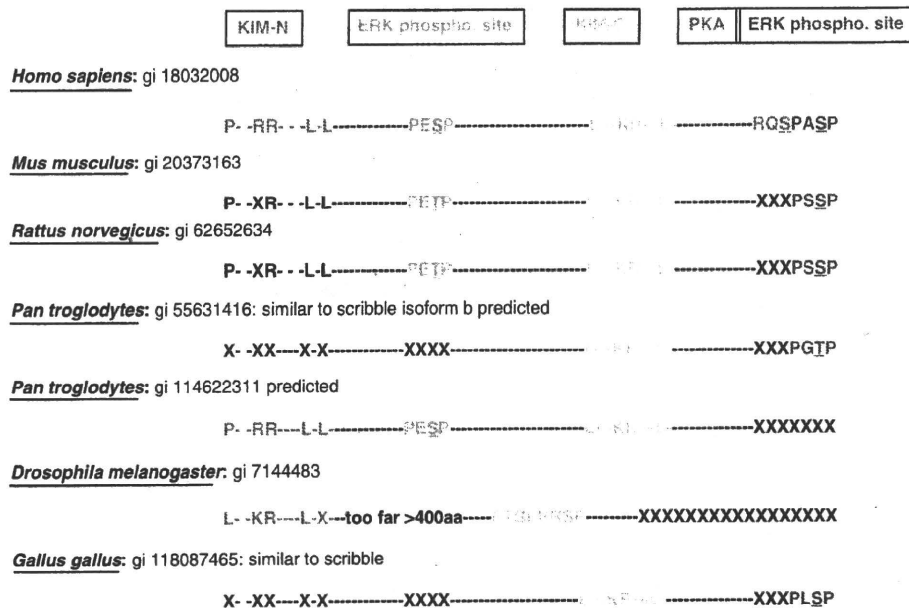 KIM-N ERK phospho. site PKA ERK phospho. site
Homo sapiens: gi 18032008
P- -RR- - -L-L-----------PESP------------------ ---------RQSPASP
Mus musculus: gi 20373163
P- -XR- - -L-L-----------PETP------------------ ---------XXXPSSP
Rattus norvegicus: gi 62652634
P- -XR- - -L-L-----------PETP------------------ ---------XXXPSSP
Pan troglodytes: gi 55631416: similar to scribble isoform b predicted
X- -XX----X-X------------XXXX------------------ ---------XXXPGTP
Pan troglodytes: gi 114622311 predicted
P- -RR----L-L-----------PESP------------------ ---------XXXXXXX
Drosophila melanogaster: gi 7144483
L- -KR----L-X---too far >400aa----- --------XXXXXXXXXXXXXXXXX
Gallus gallus: gi 118087465: similar to scribble
X- -XX----X-X-----------XXXX------------------ ---------XXXPLSP